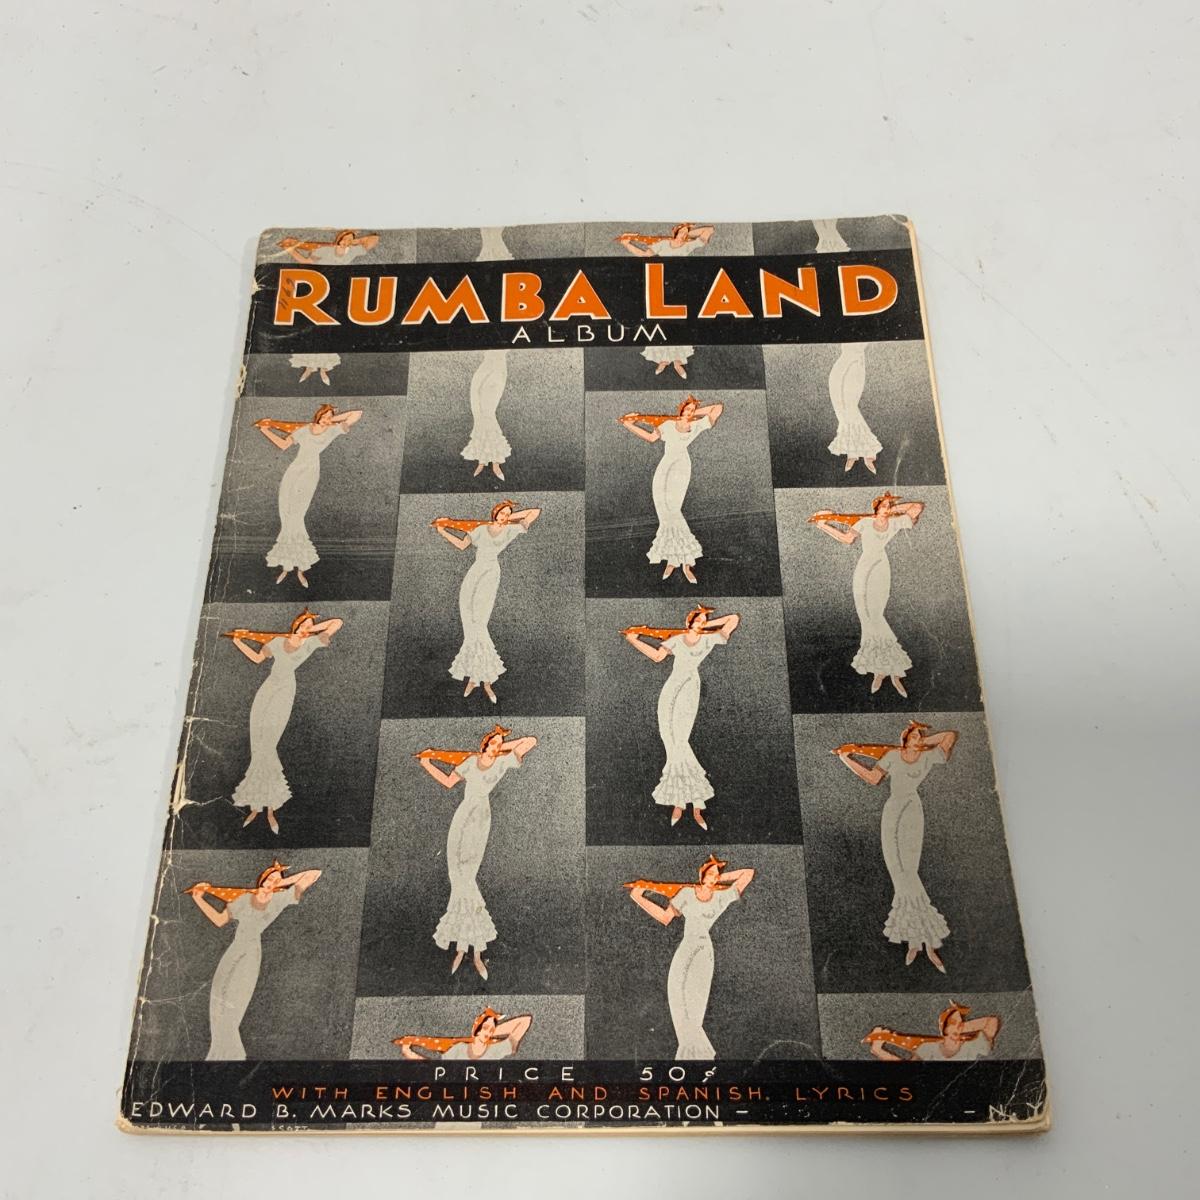 RUMBA LAND
ALBUM
PRICE 50¢
WITH ENGLISH AND SPANISH. LYRICS
EDWARD B. MARKS MUSIC CORPORATION - - N.Y